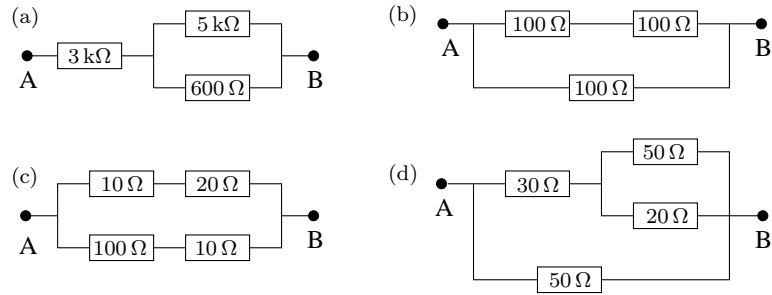 (a)
5 kΩ
3 kΩ
A
600 Ω
B
(b)
100 Ω 100 Ω
A
100 Ω
B
(c)
10 Ω 20 Ω
A
100 Ω 10 Ω
B
(d)
50 Ω
30 Ω
A
20 Ω
B
50 Ω